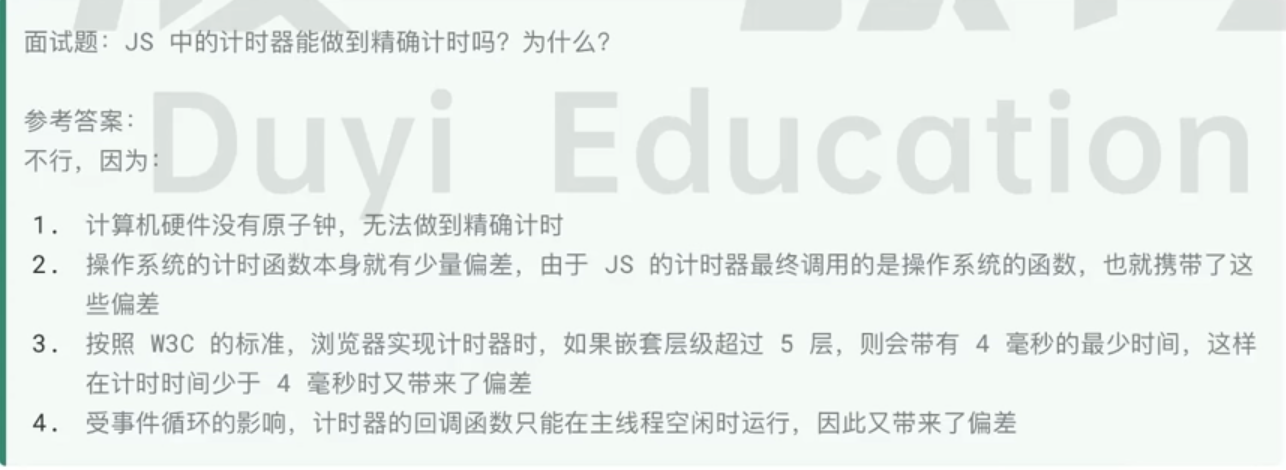 面试题：JS 中的计时器能做到精确计时吗？为什么？
Duyi Education
参考答案：
不行，因为：
1. 计算机硬件没有原子钟，无法做到精确计时
2. 操作系统的计时函数本身就有少量偏差，由于 JS 的计时器最终调用的是操作系统的函数，也就携带了这
些偏差
3. 按照 W3C 的标准，浏览器实现计时器时，如果嵌套层级超过 5 层，则会带有 4 毫秒的最少时间，这样
在计时时间少于 4 毫秒时又带来了偏差
4. 受事件循环的影响，计时器的回调函数只能在主线程空闲时运行，因此又带来了偏差